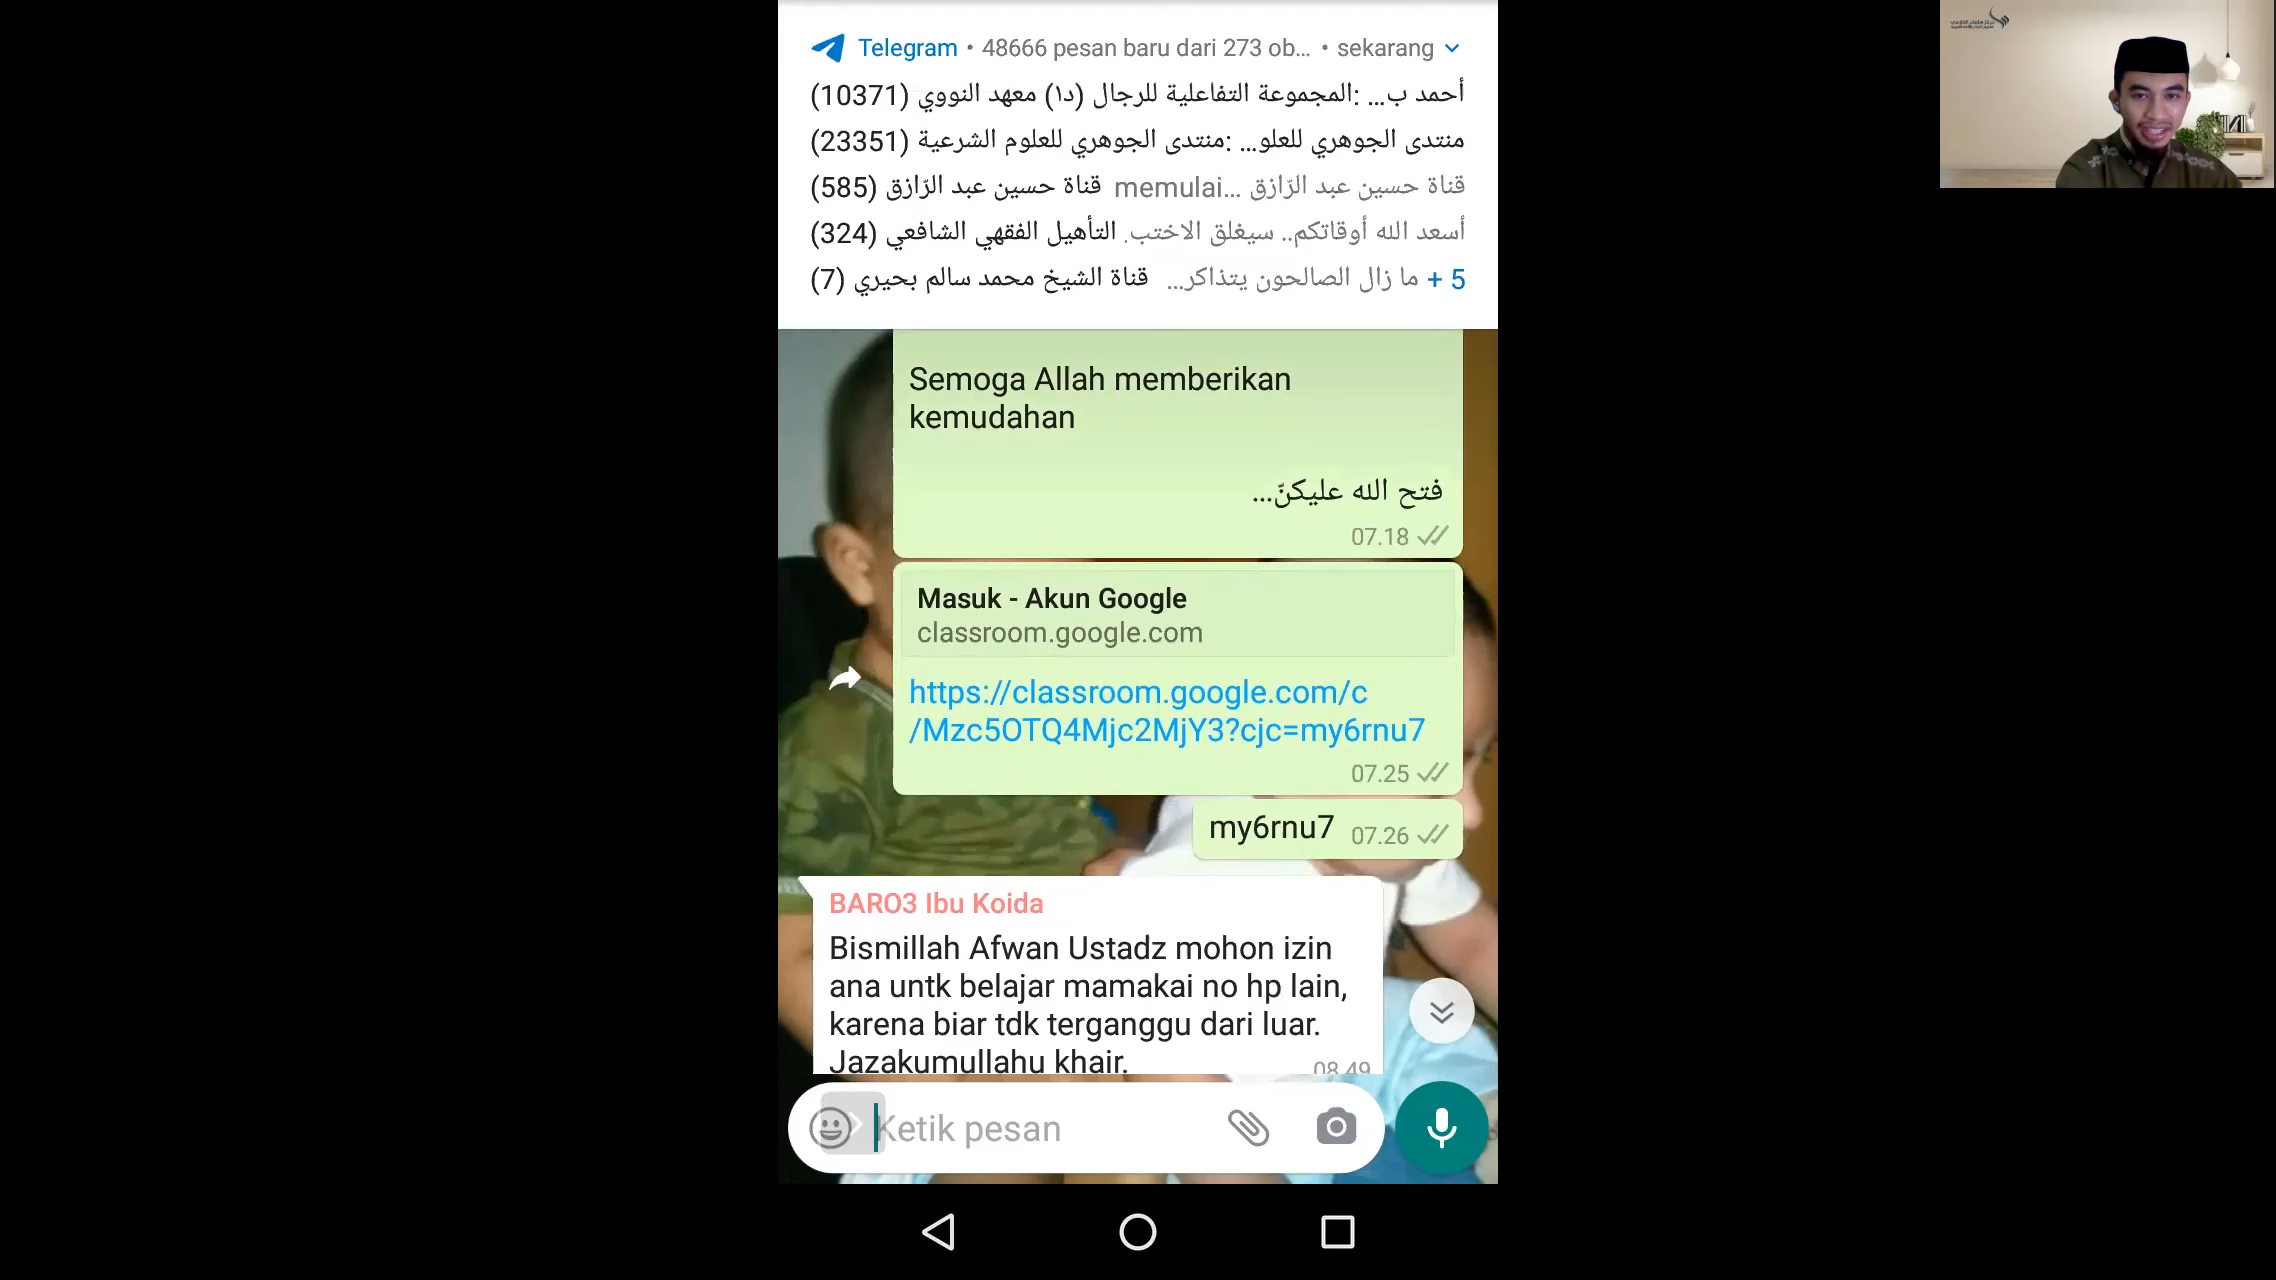 Telegram • 48666 pesan baru dari 273 ob... • sekarang
أحمد ب... :المجموعة التفاعلية للرجال (د١) معهد النووي (10371)
منتدى الجوهري للعلو... :منتدى الجوهري للعلوم الشرعية (23351)
قناة حسين عبد الرّازق memulai... قناة حسين عبد الرّازق (585)
أسعد الله أوقاتكم.. سيغلق الاختب. التأهيل الفقهي الشافعي (324)
+ 5 ما زال الصالحون يتذاكر... قناة الشيخ محمد سالم بحيري (7)
Semoga Allah memberikan
kemudahan
فتح الله عليكنّ...
07.18
Masuk - Akun Google
classroom.google.com
https://classroom.google.com/c
/Mzc5OTQ4Mjc2MjY3?cjc=my6rnu7
07.25
my6rnu7 07.26
BARO3 Ibu Koida
Bismillah Afwan Ustadz mohon izin
ana untk belajar mamakai no hp lain,
karena biar tdk terganggu dari luar.
Jazakumullahu khair.
08.49
Ketik pesan